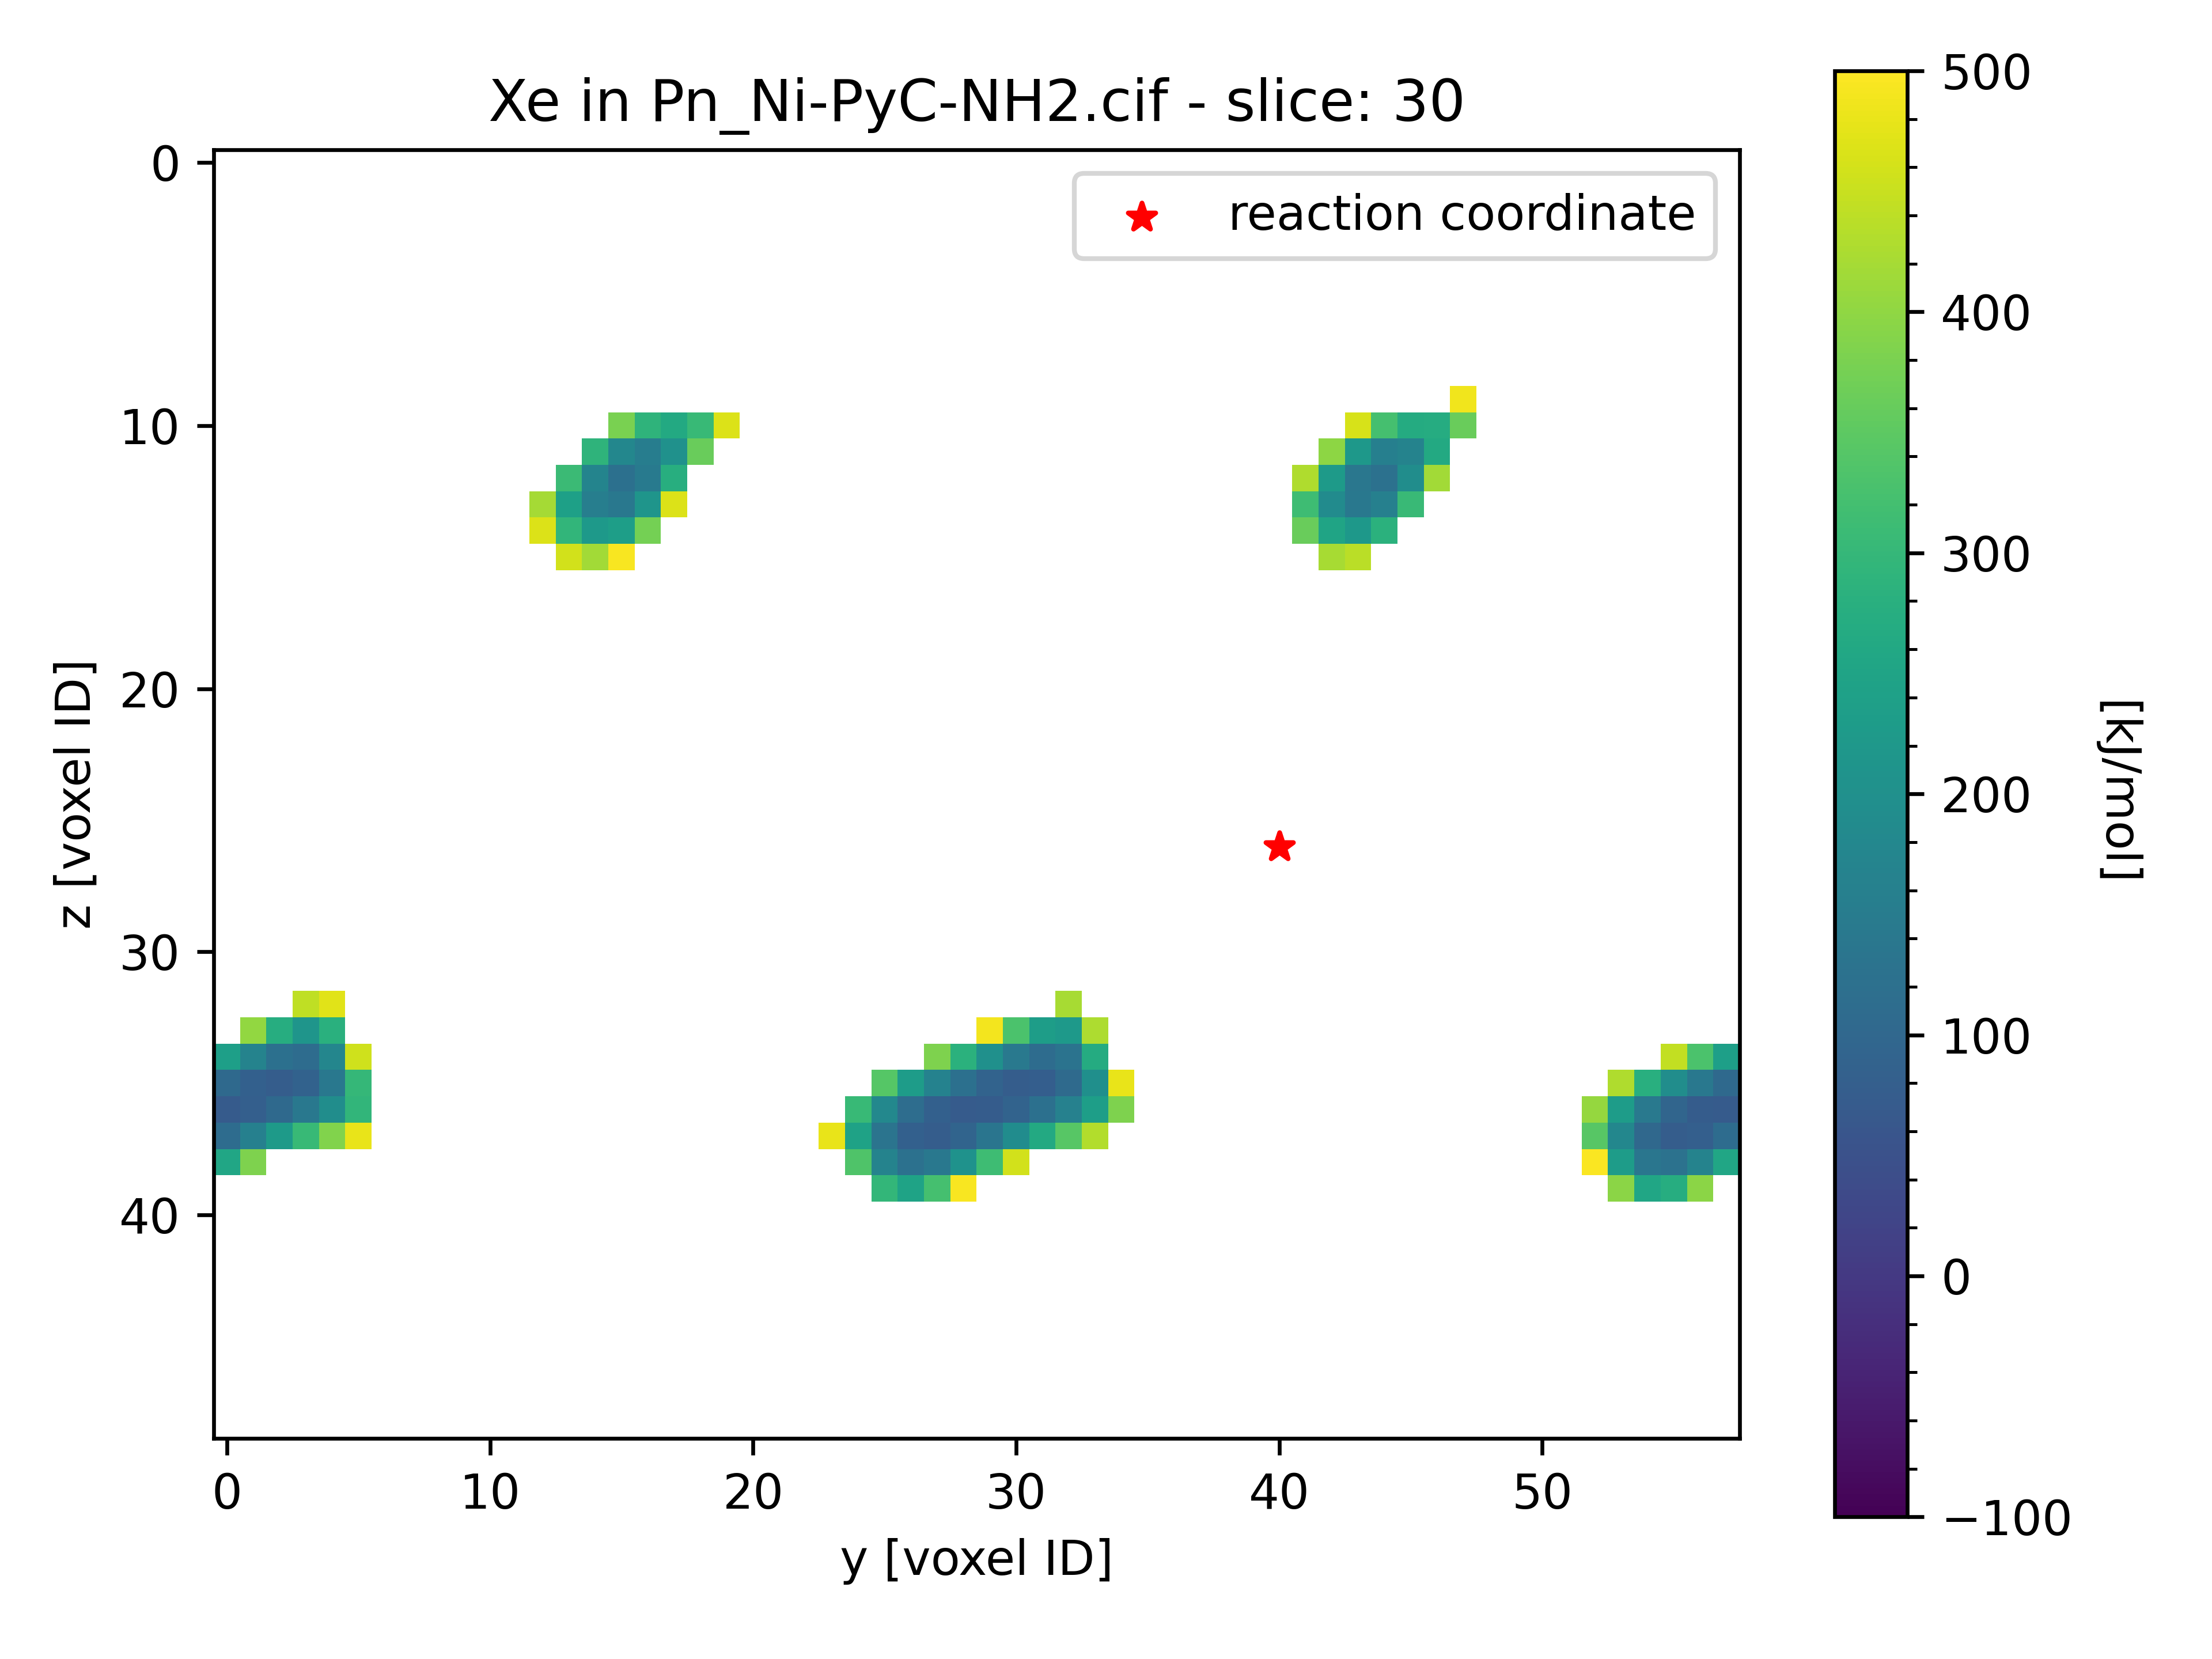 Xe in Pn_Ni-PyC-NH2.cif - slice: 30
reaction coordinate
0
10
20
30
40
z [voxel ID]
0 10 20 30 40 50
y [voxel ID]
500
400
300
200
100
0
−100
[kJ/mol]